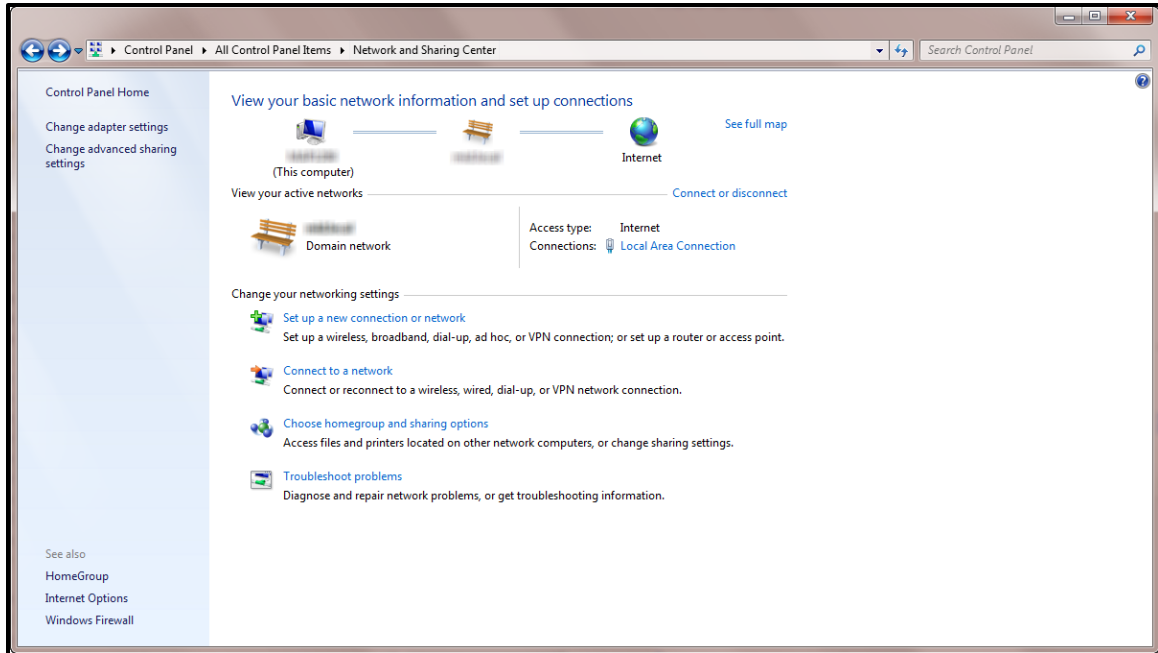 Control Panel ▸ All Control Panel Items ▸ Network and Sharing Center
Search Control Panel
Control Panel Home
Change adapter settings
Change advanced sharing
settings
See also
HomeGroup
Internet Options
Windows Firewall
View your basic network information and set up connections
See full map
Internet
(This computer)
View your active networks
Connect or disconnect
Domain network
Access type: Internet
Connections: Local Area Connection
Change your networking settings
Set up a new connection or network
Set up a wireless, broadband, dial-up, ad hoc, or VPN connection; or set up a router or access point.
Connect to a network
Connect or reconnect to a wireless, wired, dial-up, or VPN network connection.
Choose homegroup and sharing options
Access files and printers located on other network computers, or change sharing settings.
Troubleshoot problems
Diagnose and repair network problems, or get troubleshooting information.